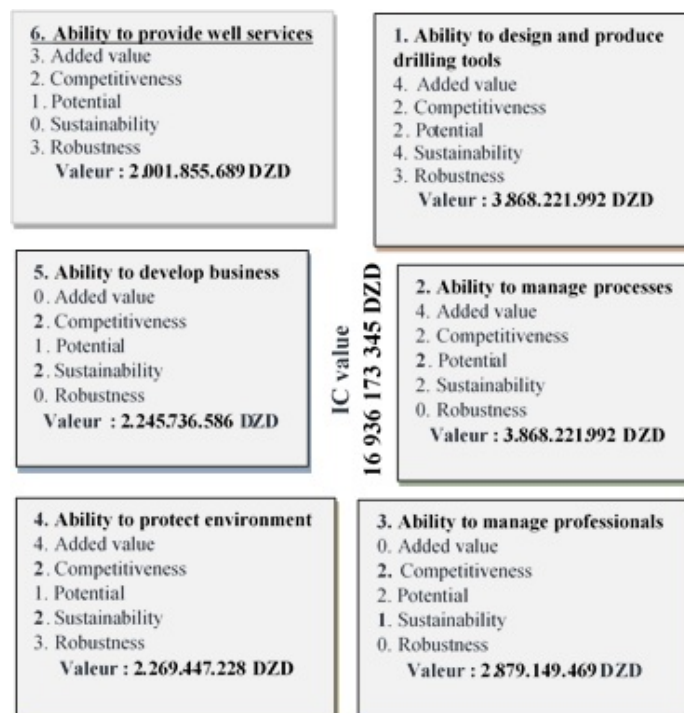 6. Ability to provide well services
3. Added value
2. Competitiveness
1. Potential
0. Sustainability
3. Robustness
Valeur : 2.001.855.689 DZD
1. Ability to design and produce
drilling tools
4. Added value
2. Competitiveness
2. Potential
4. Sustainability
3. Robustness
Valeur : 3.868.221.992 DZD
5. Ability to develop business
0. Added value
2. Competitiveness
1. Potential
2. Sustainability
0. Robustness
Valeur : 2.245.736.586 DZD
IC value
16 936 173 345 DZD
2. Ability to manage processes
4. Added value
2. Competitiveness
2. Potential
2. Sustainability
0. Robustness
Valeur : 3.868.221.992 DZD
4. Ability to protect environment
4. Added value
2. Competitiveness
1. Potential
2. Sustainability
3. Robustness
Valeur : 2.269.447.228 DZD
3. Ability to manage professionals
0. Added value
2. Competitiveness
2. Potential
1. Sustainability
0. Robustness
Valeur : 2.879.149.469 DZD